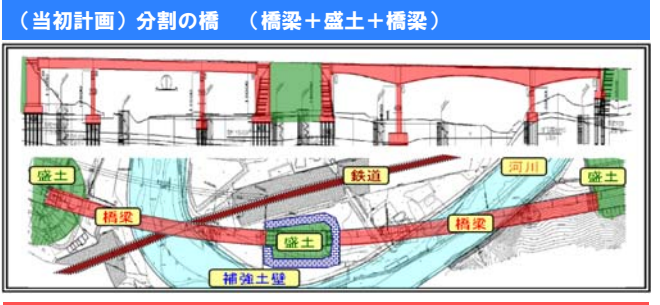 （当初計画）分割の橋　（橋梁＋盛土＋橋梁）
盛土
鉄道
河川
盛土
橋梁
橋梁
盛土
補強土壁